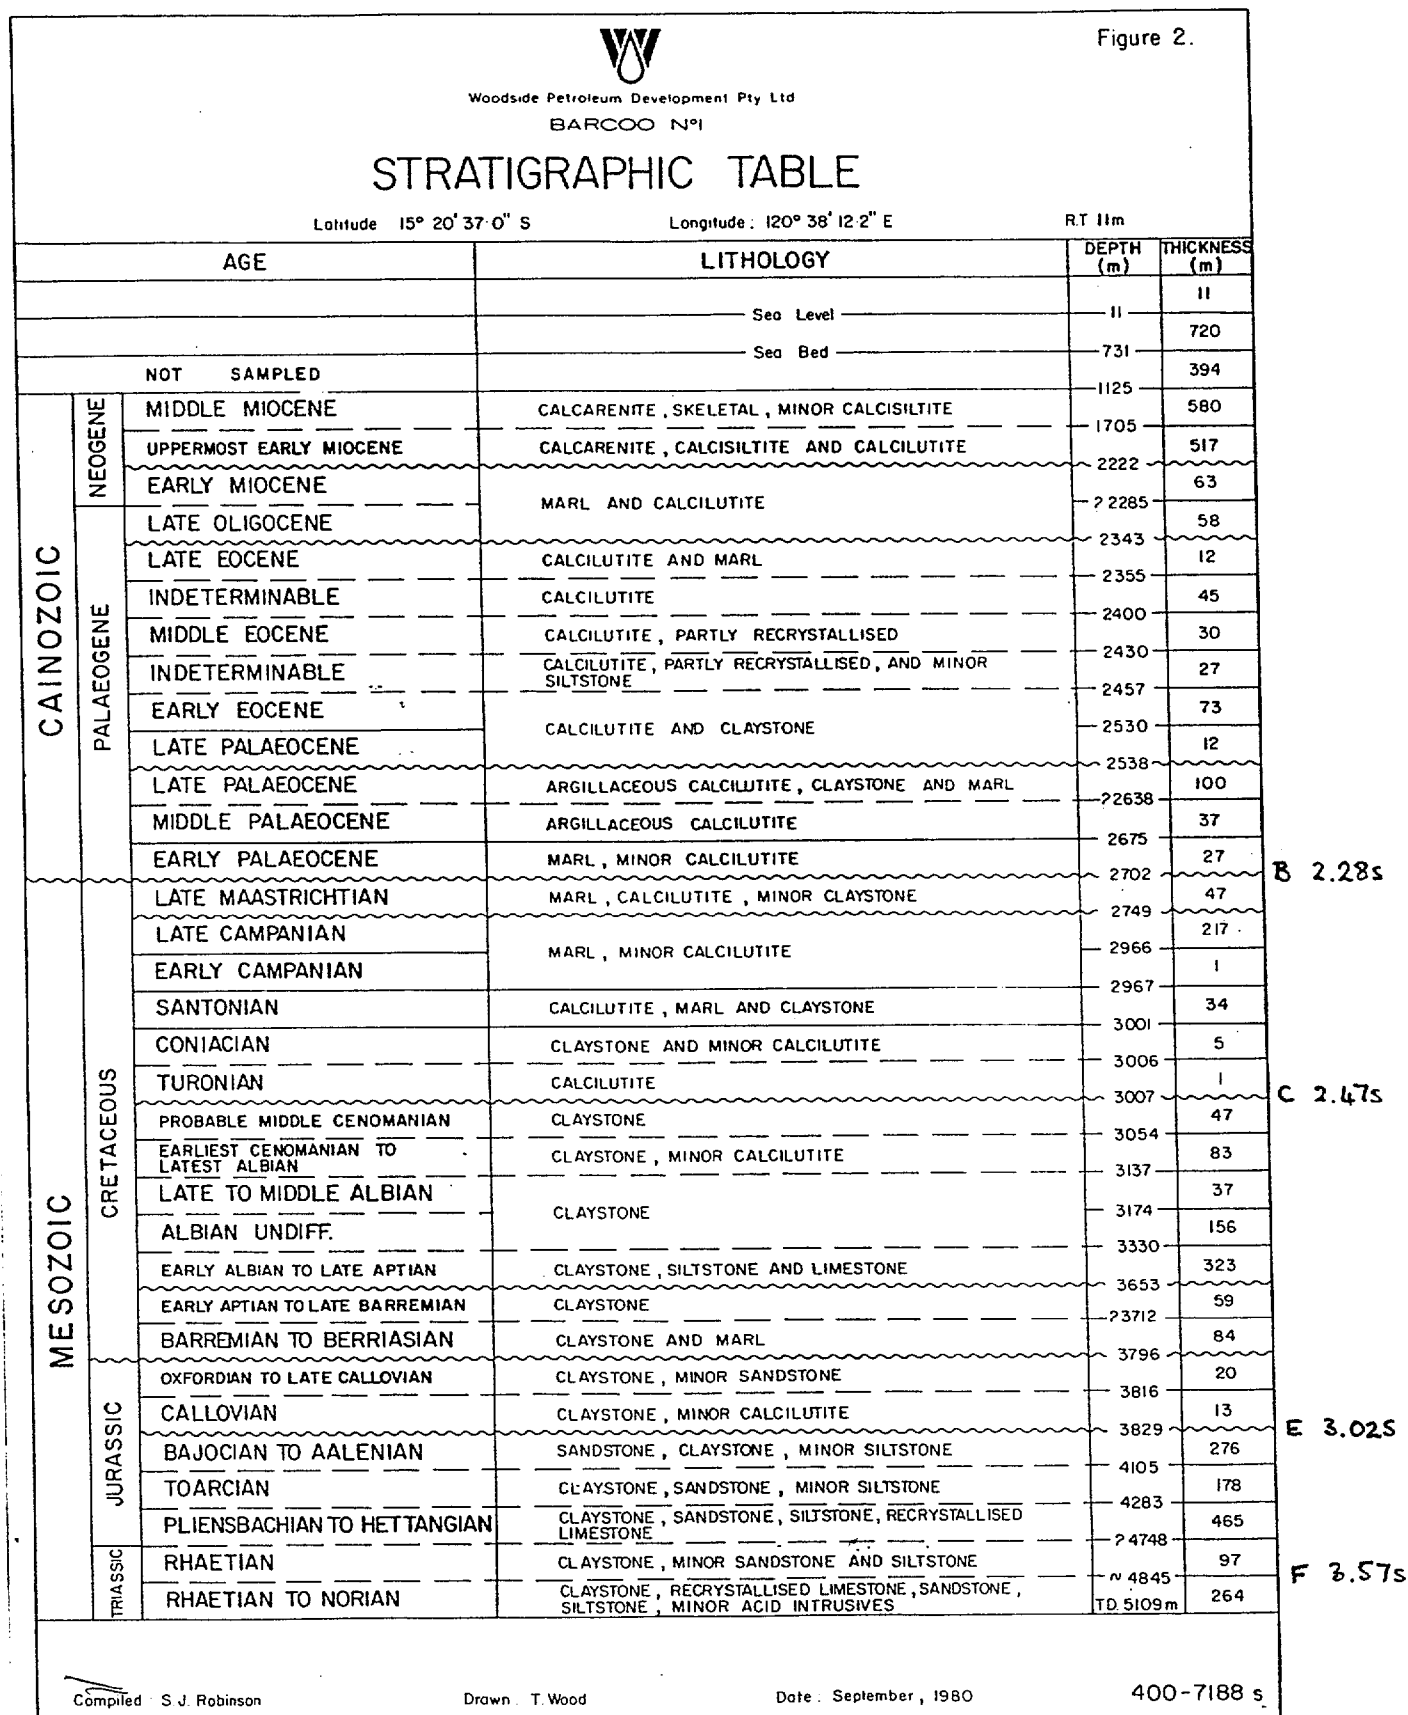 Figure 2.
Woodside Petroleum Development Pty Ltd
BARCOO Nº1
STRATIGRAPHIC TABLE
Latitude 15° 20' 37·0" S Longitude: 120° 38' 12·2" E R.T 11m
AGE LITHOLOGY DEPTH (m) THICKNESS (m)
11
Sea Level 11
720
Sea Bed 731
NOT SAMPLED 394
1125
CAINOZOIC
NEOGENE
MIDDLE MIOCENE CALCARENITE, SKELETAL, MINOR CALCISILTITE 580
1705
UPPERMOST EARLY MIOCENE CALCARENITE, CALCISILTITE AND CALCILUTITE 517
2222
EARLY MIOCENE 63
MARL AND CALCILUTITE ? 2285
PALAEOGENE
LATE OLIGOCENE 58
2343
LATE EOCENE CALCILUTITE AND MARL 12
2355
INDETERMINABLE CALCILUTITE 45
2400
MIDDLE EOCENE CALCILUTITE, PARTLY RECRYSTALLISED 30
2430
INDETERMINABLE CALCILUTITE, PARTLY RECRYSTALLISED, AND MINOR SILTSTONE 27
2457
EARLY EOCENE 73
CALCILUTITE AND CLAYSTONE 2530
LATE PALAEOCENE 12
2538
LATE PALAEOCENE ARGILLACEOUS CALCILUTITE, CLAYSTONE AND MARL 100
?2638
MIDDLE PALAEOCENE ARGILLACEOUS CALCILUTITE 37
2675
EARLY PALAEOCENE MARL, MINOR CALCILUTITE 27
2702 B 2.28s
MESOZOIC
CRETACEOUS
LATE MAASTRICHTIAN MARL, CALCILUTITE, MINOR CLAYSTONE 47
2749
LATE CAMPANIAN 217
MARL, MINOR CALCILUTITE 2966
EARLY CAMPANIAN 1
2967
SANTONIAN CALCILUTITE, MARL AND CLAYSTONE 34
3001
CONIACIAN CLAYSTONE AND MINOR CALCILUTITE 5
3006
TURONIAN CALCILUTITE 1
3007 C 2.47s
PROBABLE MIDDLE CENOMANIAN CLAYSTONE 47
3054
EARLIEST CENOMANIAN TO LATEST ALBIAN CLAYSTONE, MINOR CALCILUTITE 83
3137
LATE TO MIDDLE ALBIAN 37
CLAYSTONE 3174
ALBIAN UNDIFF. 156
3330
EARLY ALBIAN TO LATE APTIAN CLAYSTONE, SILTSTONE AND LIMESTONE 323
3653
EARLY APTIAN TO LATE BARREMIAN CLAYSTONE 59
?3712
BARREMIAN TO BERRIASIAN CLAYSTONE AND MARL 84
3796
JURASSIC
OXFORDIAN TO LATE CALLOVIAN CLAYSTONE, MINOR SANDSTONE 20
3816
CALLOVIAN CLAYSTONE, MINOR CALCILUTITE 13
3829 E 3.02s
BAJOCIAN TO AALENIAN SANDSTONE, CLAYSTONE, MINOR SILTSTONE 276
4105
TOARCIAN CLAYSTONE, SANDSTONE, MINOR SILTSTONE 178
4283
PLIENSBACHIAN TO HETTANGIAN CLAYSTONE, SANDSTONE, SILTSTONE, RECRYSTALLISED LIMESTONE 465
? 4748
TRIASSIC
RHAETIAN CLAYSTONE, MINOR SANDSTONE AND SILTSTONE 97
~ 4845 F 3.57s
RHAETIAN TO NORIAN CLAYSTONE, RECRYSTALLISED LIMESTONE, SANDSTONE, SILTSTONE, MINOR ACID INTRUSIVES 264
T.D. 5109m
Compiled S.J. Robinson Drawn. T. Wood Date: September, 1980 400-7188 s